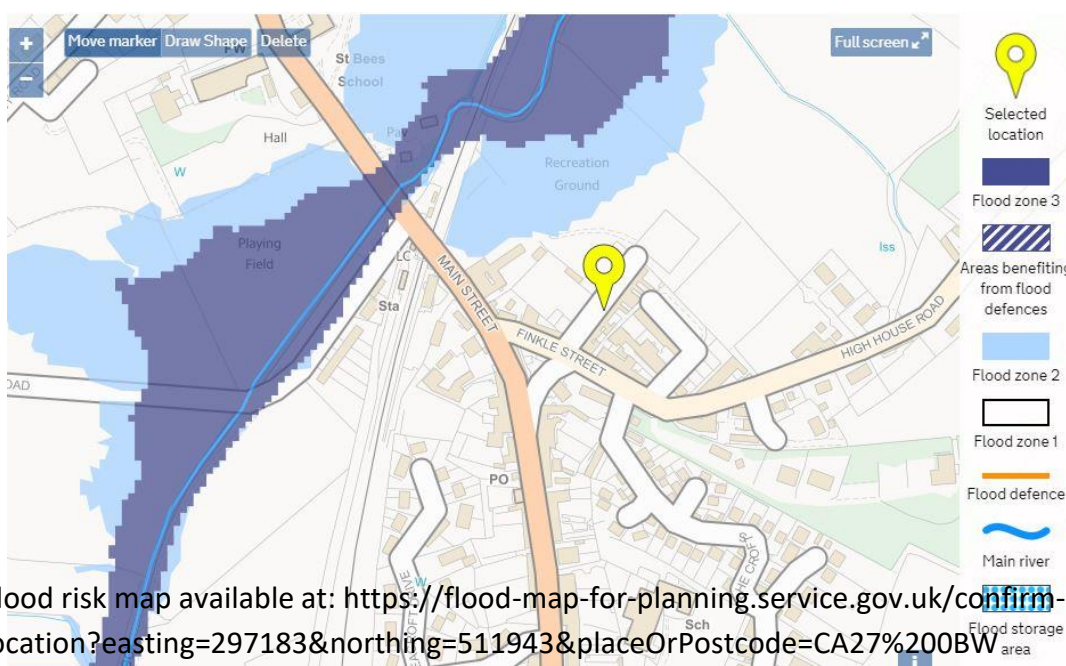 +
−
Move marker
Draw Shape
Delete
Full screen
St Bees
School
Hall
W
Recreation
Ground
Playing
Field
LC
Sta
MAIN STREET
FINKLE STREET
HIGH HOUSE ROAD
Iss
OAD
PO
W
THE CROFTS
Sch
Selected
location
Flood zone 3
Areas benefiting
from flood
defences
Flood zone 2
Flood zone 1
Flood defence
Main river
Flood storage
area
i
lood risk map available at: https://flood-map-for-planning.service.gov.uk/confirm-
ocation?easting=297183&northing=511943&placeOrPostcode=CA27%200BW